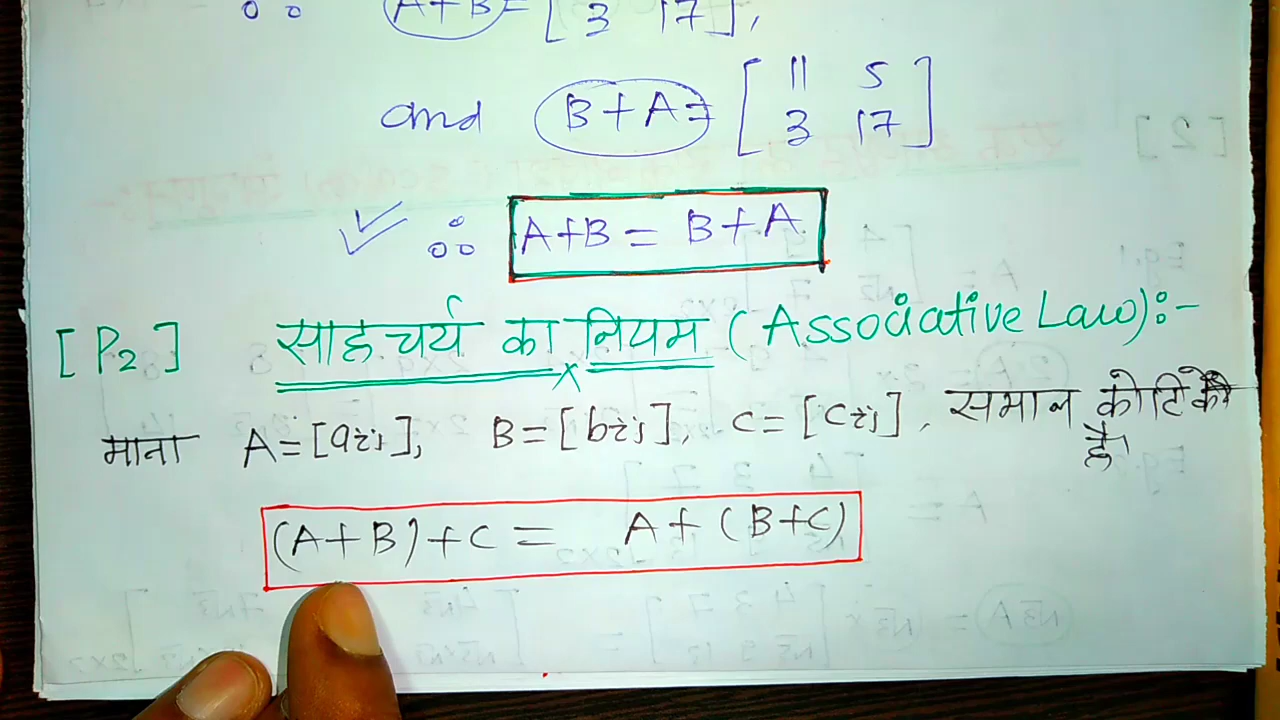 ∴ A+B = [ 3 17 ],
and B+A = [ 11 5
3 17 ]
∴ A+B = B+A
[P₂] साहचर्य का नियम (Associative Law):-
माना A=[aij], B=[bij], C=[cij], समान कोटि के
है।
(A+B)+C = A+(B+C)